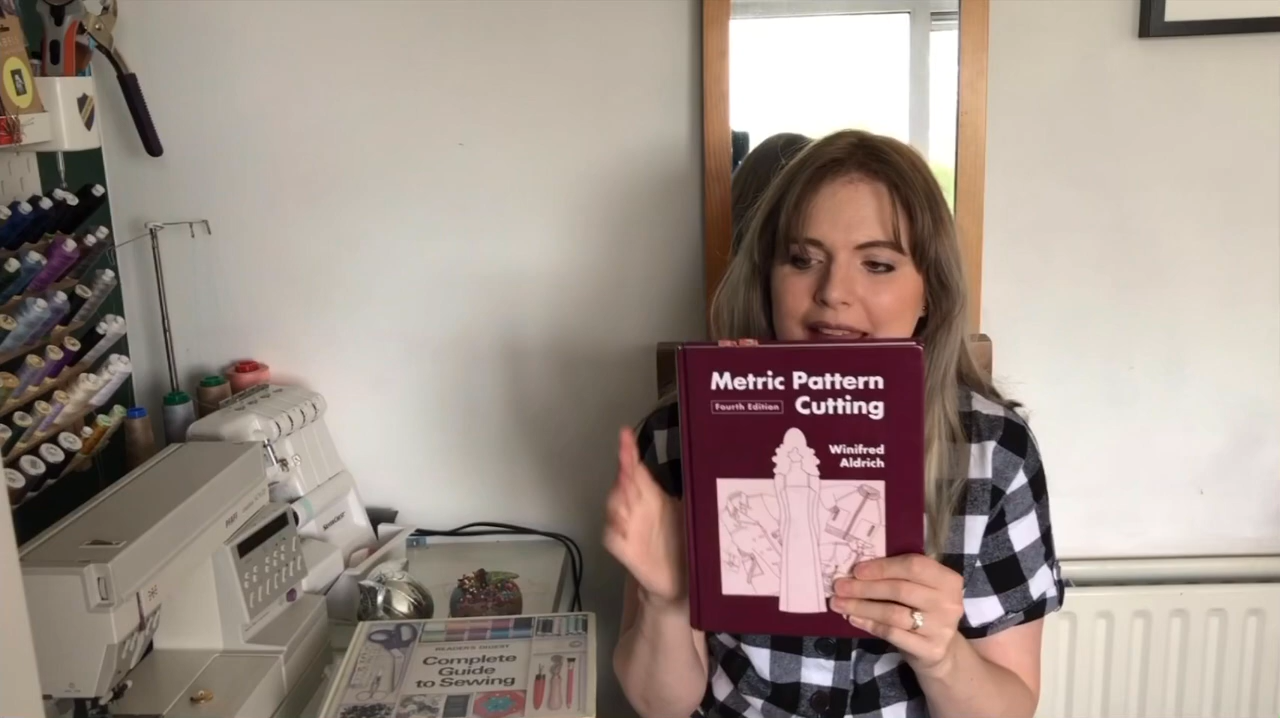 Metric Pattern
Fourth Edition
Cutting
Winifred
Aldrich
READER'S DIGEST
Complete
Guide
to Sewing